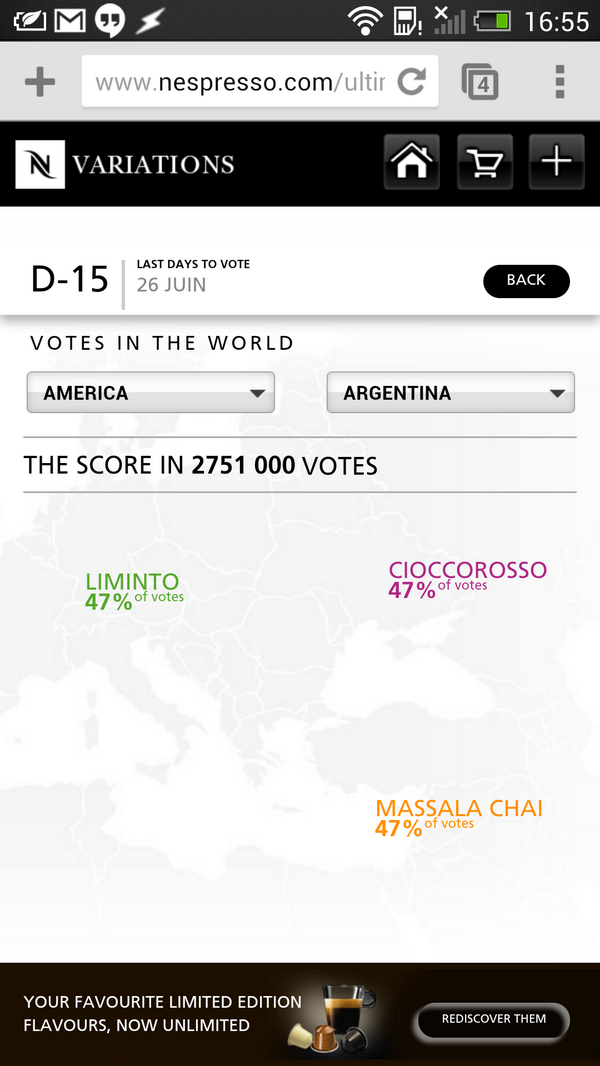 16:55
www.nespresso.com/ultir
4
N VARIATIONS
D-15
LAST DAYS TO VOTE
26 JUIN
BACK
VOTES IN THE WORLD
AMERICA
ARGENTINA
THE SCORE IN 2751 000 VOTES
LIMINTO
47% of votes
CIOCCOROSSO
47% of votes
MASSALA CHAI
47% of votes
YOUR FAVOURITE LIMITED EDITION
FLAVOURS, NOW UNLIMITED
REDISCOVER THEM